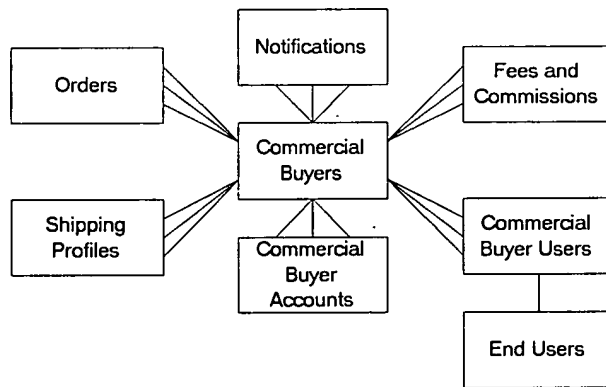 Notifications
Orders
Fees and
Commissions
Commercial
Buyers
Shipping
Profiles
Commercial
Buyer
Accounts
Commercial
Buyer Users
End Users